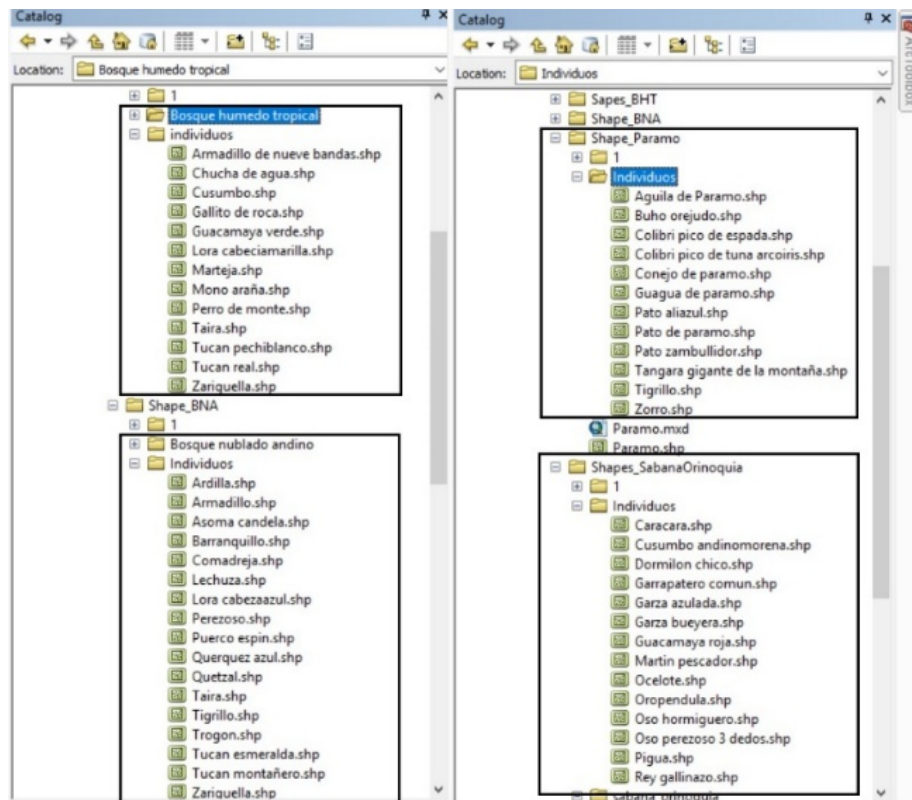 Catalog
Location: Bosque humedo tropical
1
Bosque humedo tropical
individuos
Armadillo de nueve bandas.shp
Chucha de agua.shp
Cusumbo.shp
Gallito de roca.shp
Guacamaya verde.shp
Lora cabeciamarilla.shp
Marteja.shp
Mono araña.shp
Perro de monte.shp
Taira.shp
Tucan pechiblanco.shp
Tucan real.shp
Zariguella.shp
Shape_BNA
1
Bosque nublado andino
Individuos
Ardilla.shp
Armadillo.shp
Asoma candela.shp
Barranquillo.shp
Comadreja.shp
Lechuza.shp
Lora cabezaazul.shp
Perezoso.shp
Puerco espin.shp
Querquez azul.shp
Quetzal.shp
Taira.shp
Tigrillo.shp
Trogon.shp
Tucan esmeralda.shp
Tucan montañero.shp
Zariguella.shp
Catalog
Location: Individuos
Sapes_BHT
Shape_BNA
Shape_Paramo
1
Individuos
Aguila de Paramo.shp
Buho orejudo.shp
Colibri pico de espada.shp
Colibri pico de tuna arcoiris.shp
Conejo de paramo.shp
Guagua de paramo.shp
Pato aliazul.shp
Pato de paramo.shp
Pato zambullidor.shp
Tangara gigante de la montaña.shp
Tigrillo.shp
Zorro.shp
Paramo.mxd
Paramo.shp
Shapes_SabanaOrinoquia
1
Individuos
Caracara.shp
Cusumbo andinomorena.shp
Dormilon chico.shp
Garrapatero comun.shp
Garza azulada.shp
Garza bueyera.shp
Guacamaya roja.shp
Martin pescador.shp
Ocelote.shp
Oropendula.shp
Oso hormiguero.shp
Oso perezoso 3 dedos.shp
Pigua.shp
Rey gallinazo.shp
sabana_orinoquia
ArcToolbox